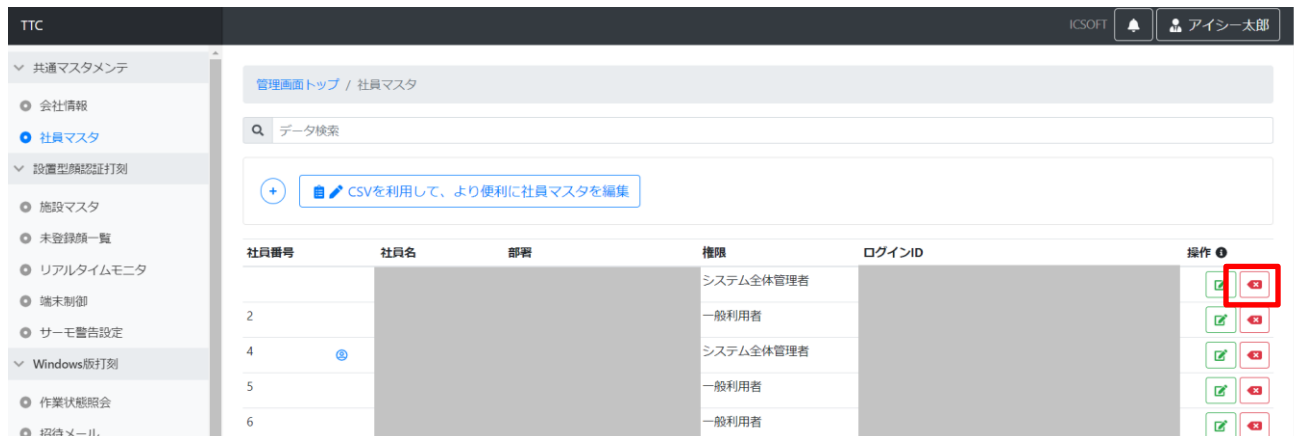 TTC
ICSOFT
アイシー太郎
共通マスタメンテ
会社情報
社員マスタ
設置型顔認証打刻
施設マスタ
未登録顔一覧
リアルタイムモニタ
端末制御
サーモ警告設定
Windows版打刻
作業状態照会
招待メール
管理画面トップ / 社員マスタ
データ検索
CSVを利用して、より便利に社員マスタを編集
社員番号 社員名 部署 権限 ログインID 操作
システム全体管理者
2 一般利用者
4 システム全体管理者
5 一般利用者
6 一般利用者